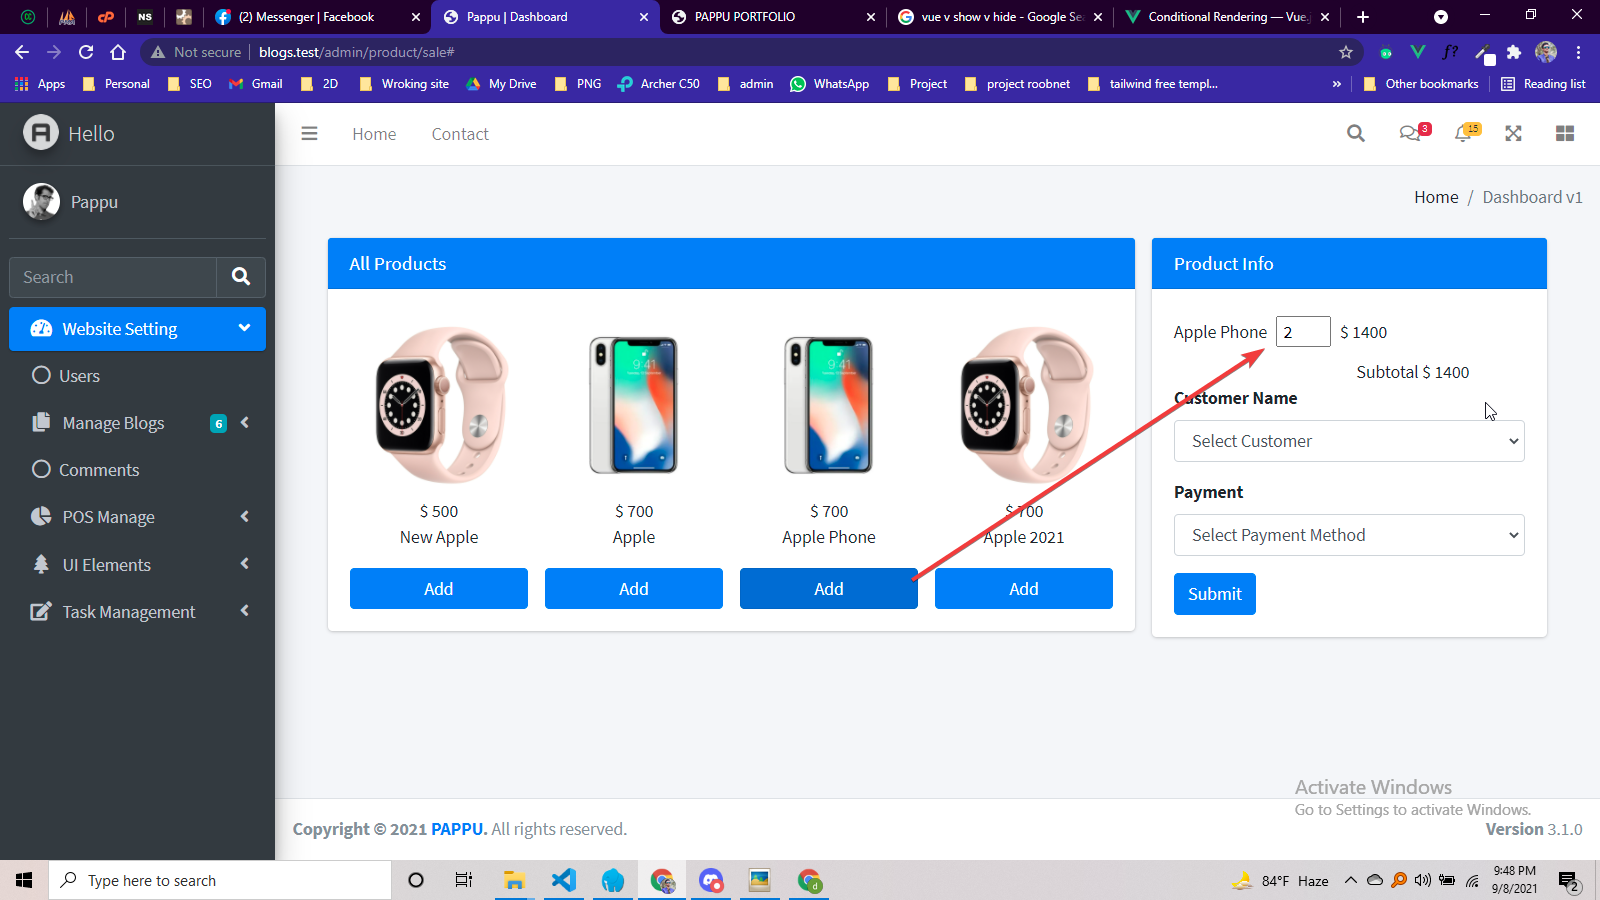 (2) Messenger | Facebook
Pappu | Dashboard
PAPPU PORTFOLIO
vue v show v hide - Google Se
Conditional Rendering — Vue.j
Not secure
blogs.test/admin/product/sale#
Apps
Personal
SEO
Gmail
2D
Wroking site
My Drive
PNG
Archer C50
admin
WhatsApp
Project
project roobnet
tailwind free templ...
»
Other bookmarks
Reading list
Hello
Home
Contact
3
15
Pappu
Home / Dashboard v1
Search
Website Setting
Users
Manage Blogs 6
Comments
POS Manage
UI Elements
Task Management
All Products
$ 500
New Apple
Add
$ 700
Apple
Add
$ 700
Apple Phone
Add
$ 700
Apple 2021
Add
Product Info
Apple Phone 2 $ 1400
Subtotal $ 1400
Customer Name
Select Customer
Payment
Select Payment Method
Submit
Activate Windows
Go to Settings to activate Windows.
Copyright © 2021 PAPPU. All rights reserved.
Version 3.1.0
Type here to search
84°F Haze
9:48 PM
9/8/2021
2